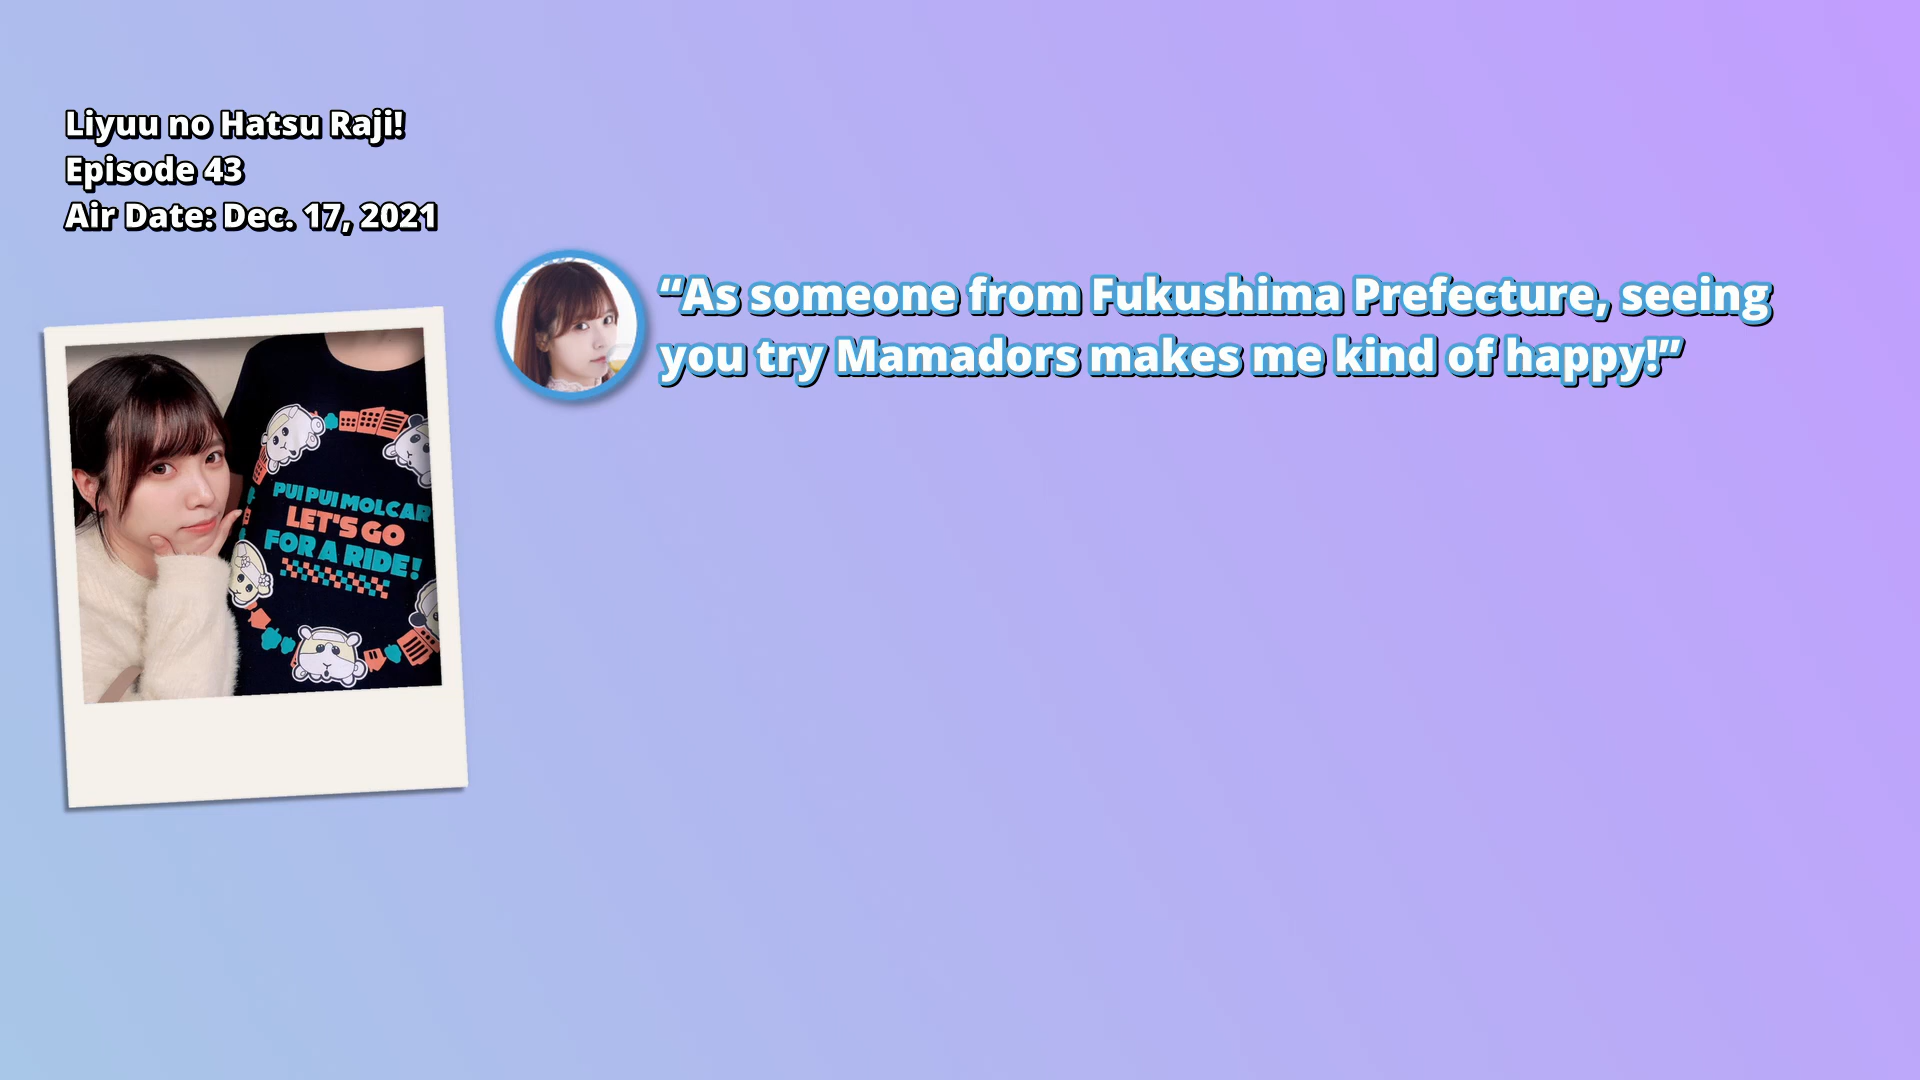 Liyuu no Hatsu Raji!
Episode 43
Air Date: Dec. 17, 2021
“As someone from Fukushima Prefecture, seeing
you try Mamadors makes me kind of happy!”
PUI PUI MOLCAR
LET'S GO
FOR A RIDE!